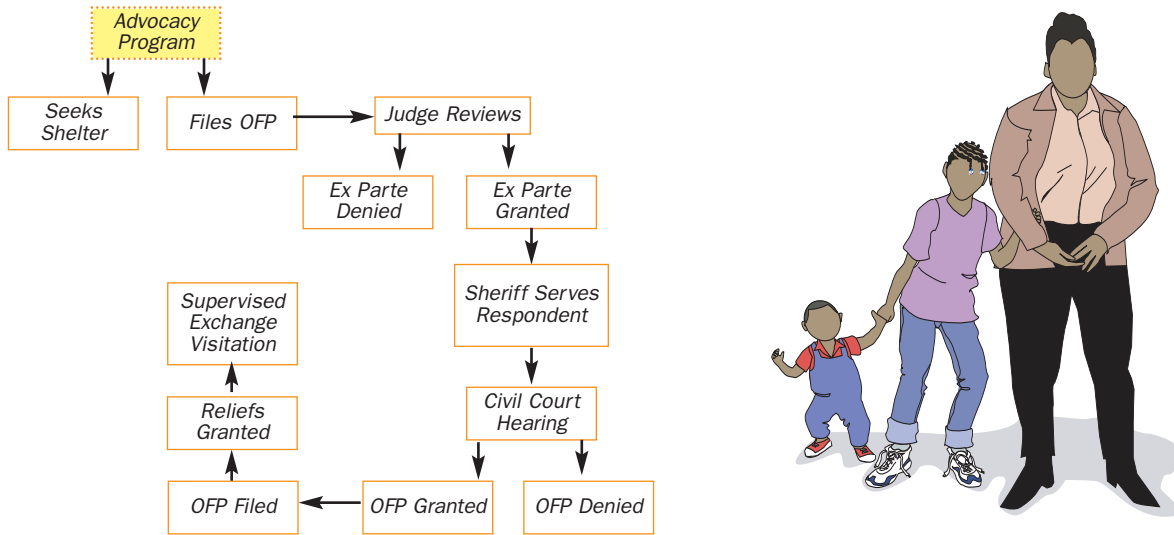 Advocacy
Program
Seeks
Shelter
Files OFP
Judge Reviews
Ex Parte
Denied
Ex Parte
Granted
Sheriff Serves
Respondent
Civil Court
Hearing
OFP Denied
OFP Granted
OFP Filed
Reliefs
Granted
Supervised
Exchange
Visitation